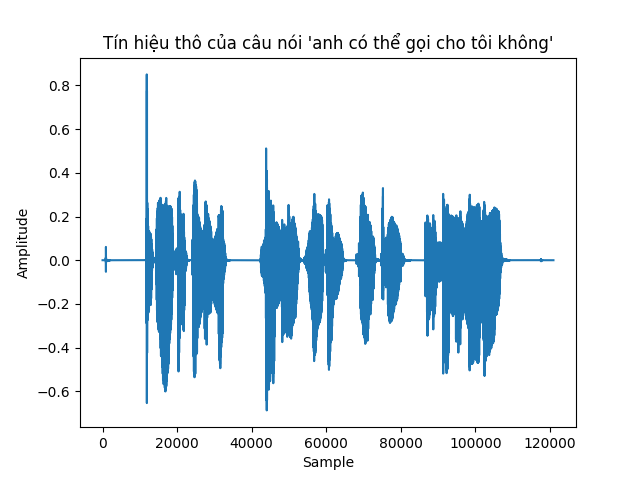 Tín hiệu thô của câu nói 'anh có thể gọi cho tôi không'
0.8
0.6
0.4
0.2
0.0
−0.2
−0.4
−0.6
Amplitude
0 20000 40000 60000 80000 100000 120000
Sample